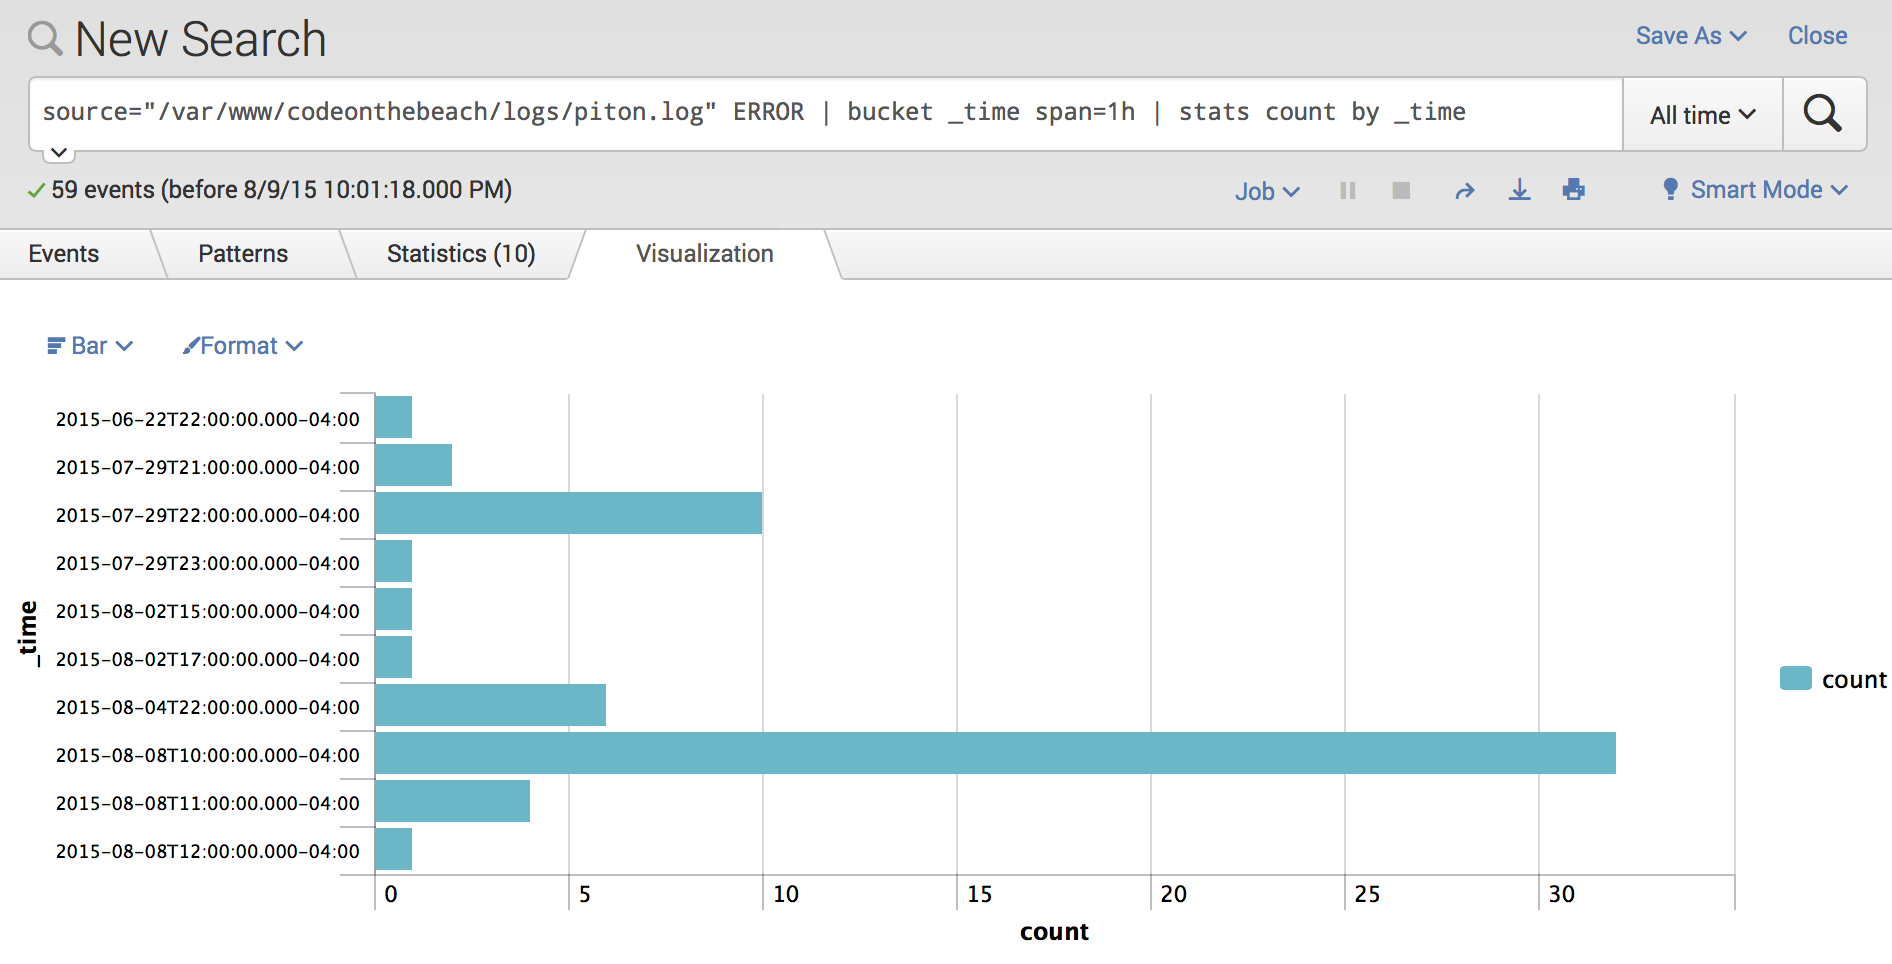 New Search
Save As
Close
source="/var/www/codeonthebeach/logs/piton.log" ERROR | bucket _time span=1h | stats count by _time
All time
59 events (before 8/9/15 10:01:18.000 PM)
Job
Smart Mode
Events
Patterns
Statistics (10)
Visualization
Bar
Format
2015-06-22T22:00:00.000-04:00
2015-07-29T21:00:00.000-04:00
2015-07-29T22:00:00.000-04:00
2015-07-29T23:00:00.000-04:00
2015-08-02T15:00:00.000-04:00
2015-08-02T17:00:00.000-04:00
2015-08-04T22:00:00.000-04:00
2015-08-08T10:00:00.000-04:00
2015-08-08T11:00:00.000-04:00
2015-08-08T12:00:00.000-04:00
_time
count
0 5 10 15 20 25 30
count